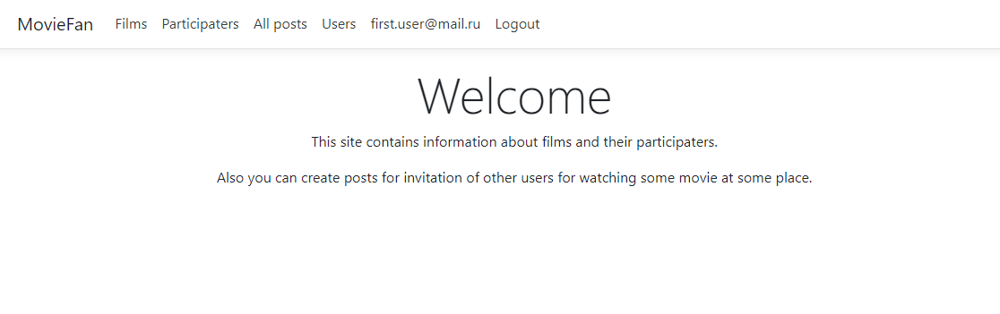 MovieFan Films Participaters All posts Users first.user@mail.ru Logout
Welcome
This site contains information about films and their participaters.
Also you can create posts for invitation of other users for watching some movie at some place.